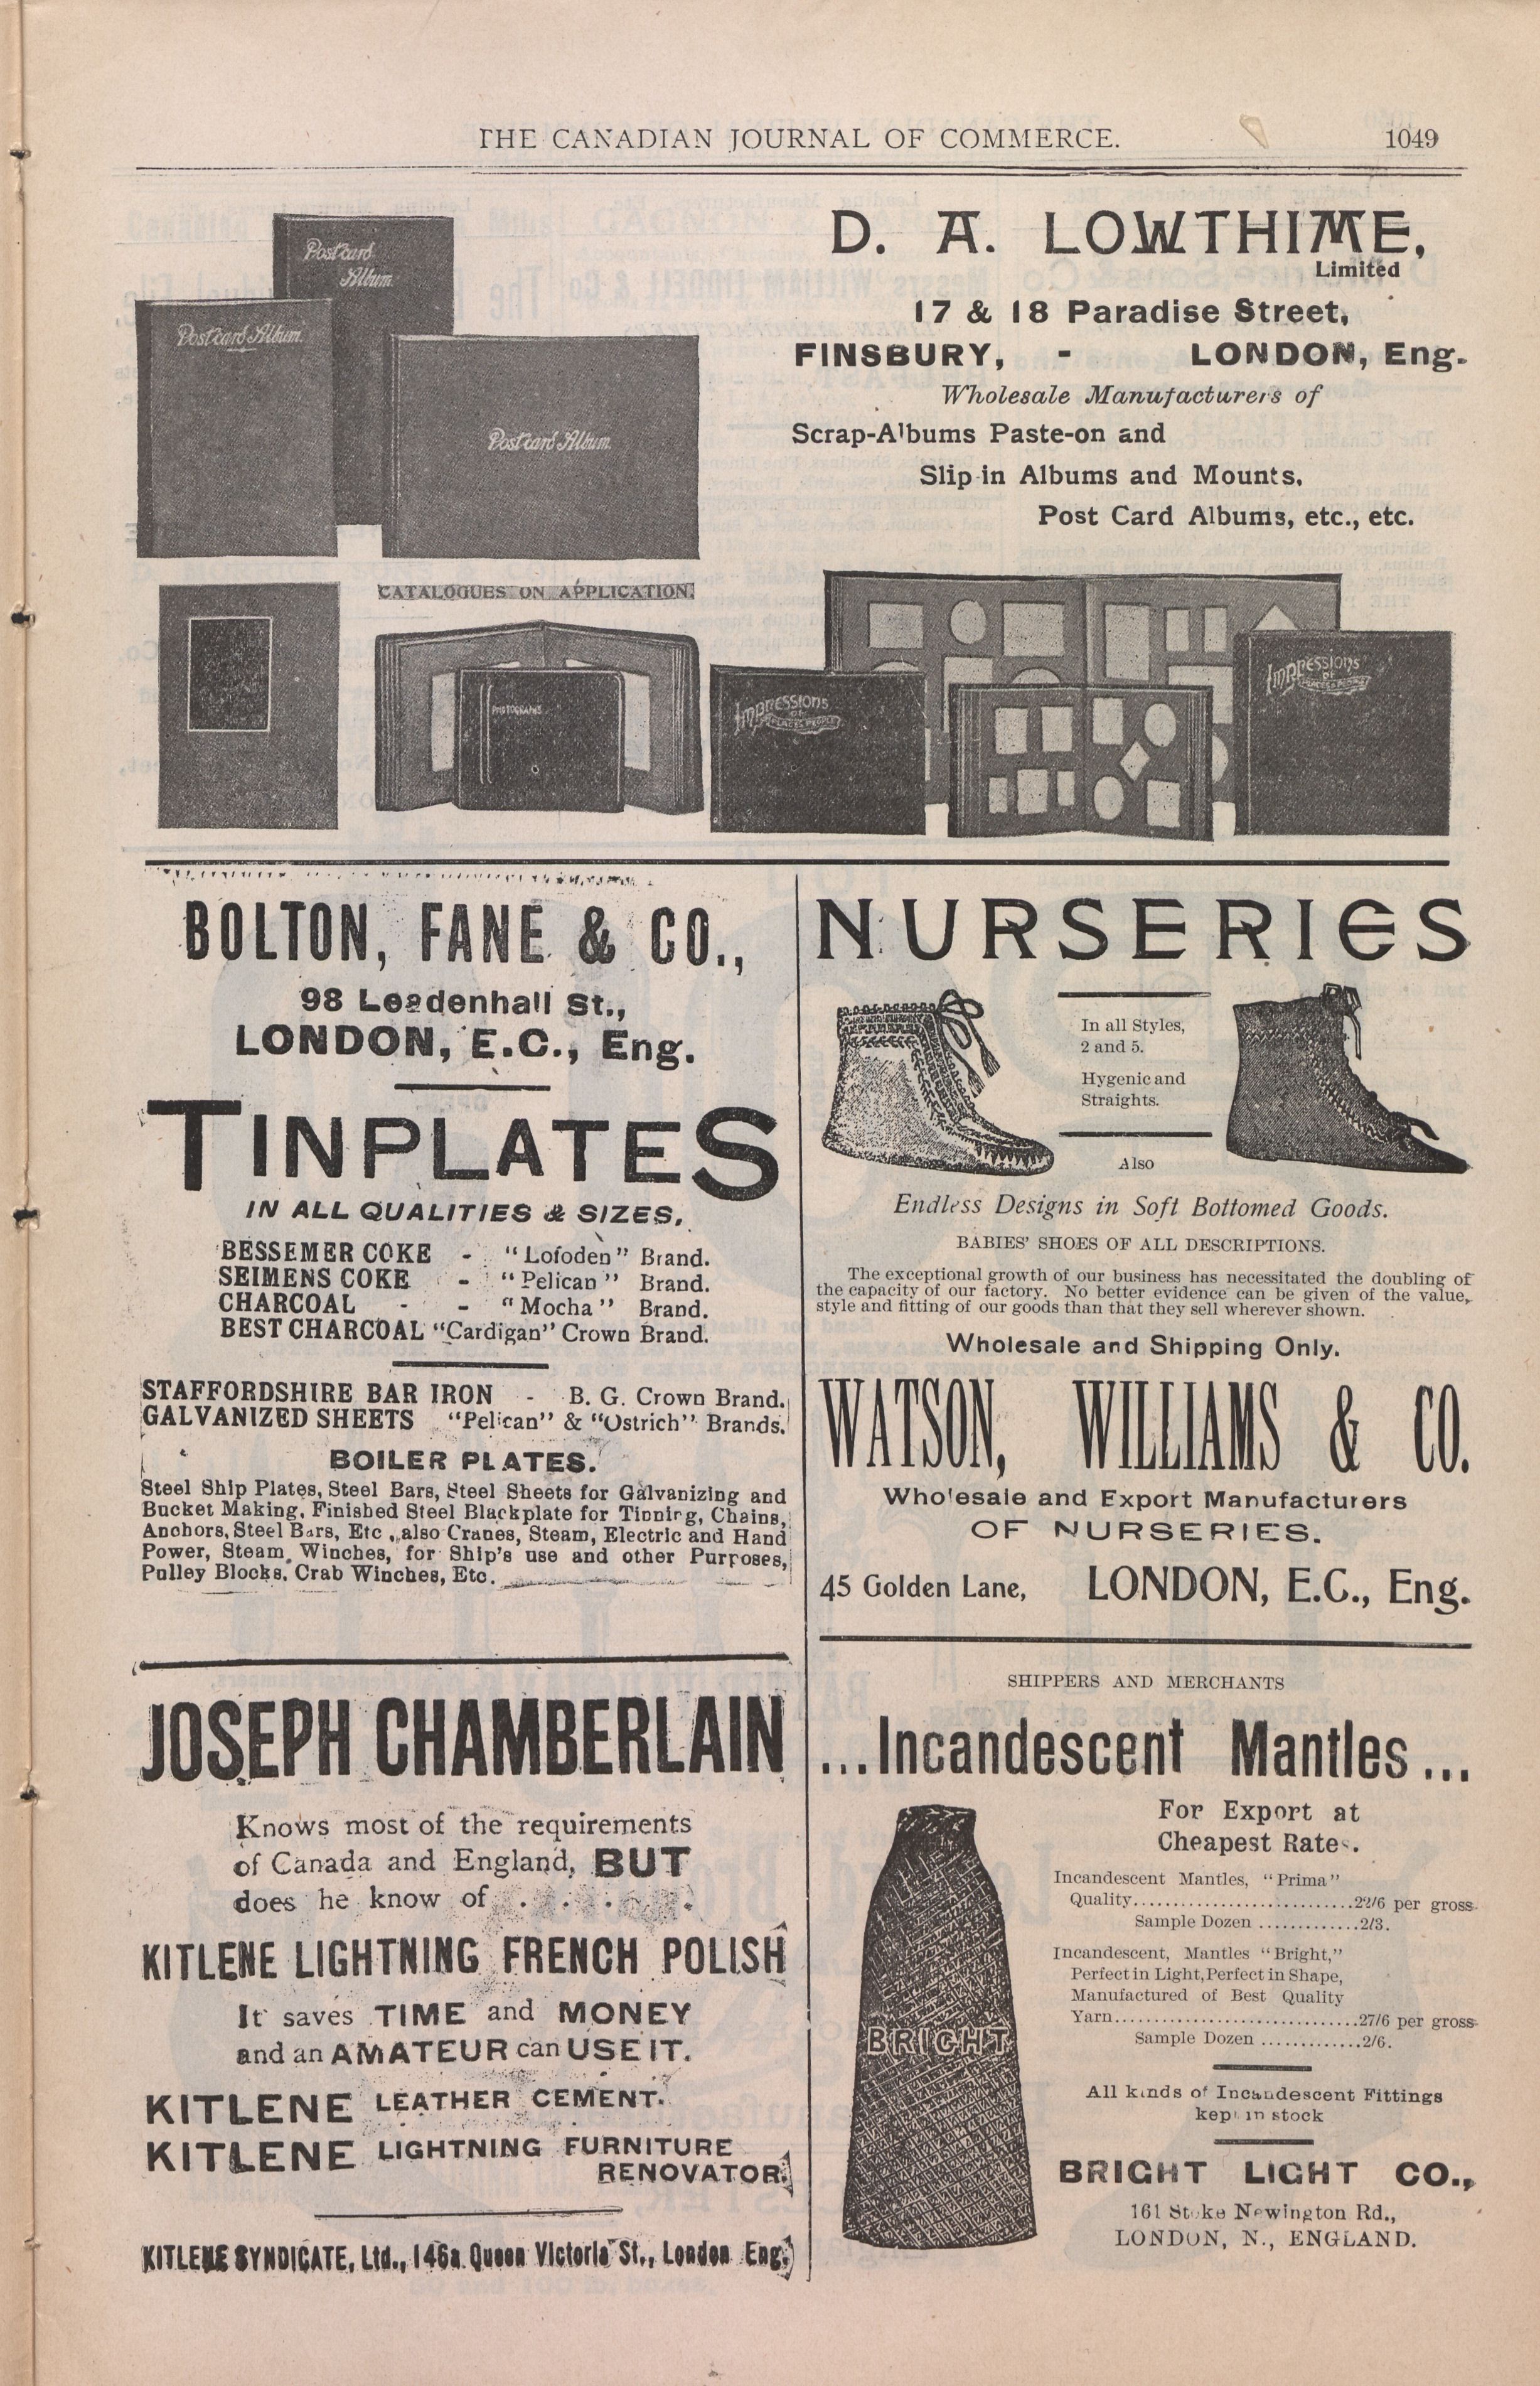 THE CANADIAN JOURNAL OF COMMERCE.
1049
Postcard
Album.
Postcard Album.
Postcard Album.
D. A. LOWTHIME,
Limited
17 & 18 Paradise Street,
FINSBURY, - LONDON, Eng.
Wholesale Manufacturers of
Scrap-Albums Paste-on and
Slip-in Albums and Mounts.
Post Card Albums, etc., etc.
CATALOGUES ON APPLICATION.
PHOTOGRAPHS
Impressions
OF
PLACES & PEOPLE
Impressions
OF
PLACES & PEOPLE
BOLTON, FANE & CO.,
98 Leadenhall St.,
LONDON, E.C., Eng.
TINPLATES
IN ALL QUALITIES & SIZES,
BESSEMER COKE - "Lofoden" Brand.
SEIMENS COKE - "Pelican" Brand.
CHARCOAL - - "Mocha" Brand.
BEST CHARCOAL "Cardigan" Crown Brand.
STAFFORDSHIRE BAR IRON - B. G. Crown Brand.
GALVANIZED SHEETS "Pelican" & "Ostrich" Brands.
BOILER PLATES.
Steel Ship Plates, Steel Bars, Steel Sheets for Galvanizing and
Bucket Making, Finished Steel Blackplate for Tinning, Chains,
Anchors, Steel Bars, Etc., also Cranes, Steam, Electric and Hand
Power, Steam Winches, for Ship's use and other Purposes,
Pulley Blocks, Crab Winches, Etc.
NURSERIES
In all Styles,
2 and 5.
Hygenic and
Straights.
Also
Endless Designs in Soft Bottomed Goods.
BABIES' SHOES OF ALL DESCRIPTIONS.
The exceptional growth of our business has necessitated the doubling of
the capacity of our factory. No better evidence can be given of the value,
style and fitting of our goods than that they sell wherever shown.
Wholesale and Shipping Only.
WATSON, WILLIAMS & CO.
Wholesale and Export Manufacturers
OF NURSERIES.
45 Golden Lane, LONDON, E.C., Eng.
JOSEPH CHAMBERLAIN
Knows most of the requirements
of Canada and England, BUT
does he know of . . . . .
KITLENE LIGHTNING FRENCH POLISH
It saves TIME and MONEY
and an AMATEUR can USE IT.
KITLENE LEATHER CEMENT.
KITLENE LIGHTNING FURNITURE
RENOVATOR.
KITLENE SYNDICATE, Ltd., 146a Queen Victoria St., London Eng.
SHIPPERS AND MERCHANTS
...Incandescent Mantles...
BRIGHT
For Export at
Cheapest Rates.
Incandescent Mantles, "Prima"
Quality............................22/6 per gross
Sample Dozen .............2/3.
Incandescent, Mantles "Bright,"
Perfect in Light, Perfect in Shape,
Manufactured of Best Quality
Yarn...............................27/6 per gross
Sample Dozen .............2/6.
All kinds of Incandescent Fittings
kept in stock
BRIGHT LIGHT CO.,
161 Stoke Newington Rd.,
LONDON, N., ENGLAND.